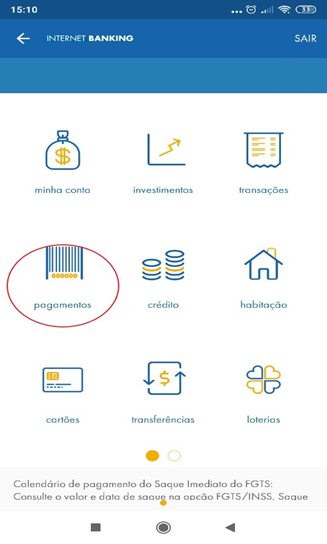 15:10
33
INTERNET BANKING
SAIR
minha conta
investimentos
transações
pagamentos
crédito
habitação
cartões
transferências
loterias
Calendário de pagamento do Saque Imediato do FGTS:
Consulte o valor e data de saque na opção FGTS/INSS, Saque